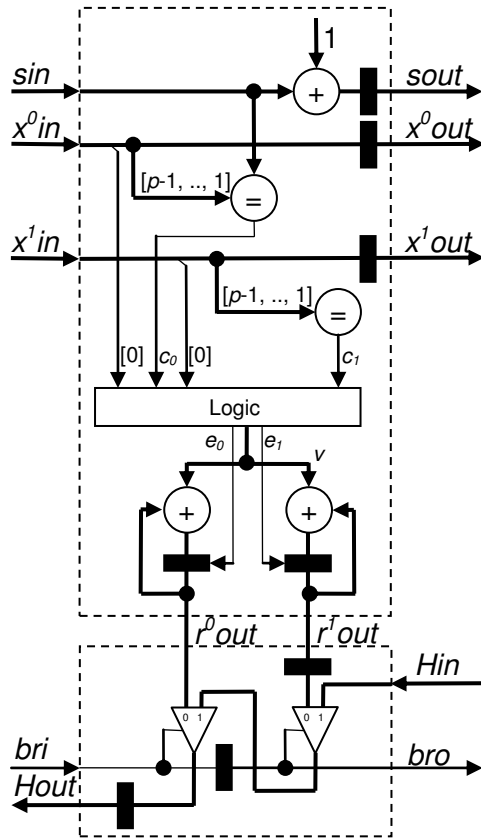 1
sin
+
sout
x⁰in
x⁰out
[p-1, .., 1]
=
x¹in
x¹out
[p-1, .., 1]
=
[0]
c₀
[0]
c₁
Logic
e₀
e₁
v
+
+
r⁰out
r¹out
Hin
0 1
0 1
bri
bro
Hout